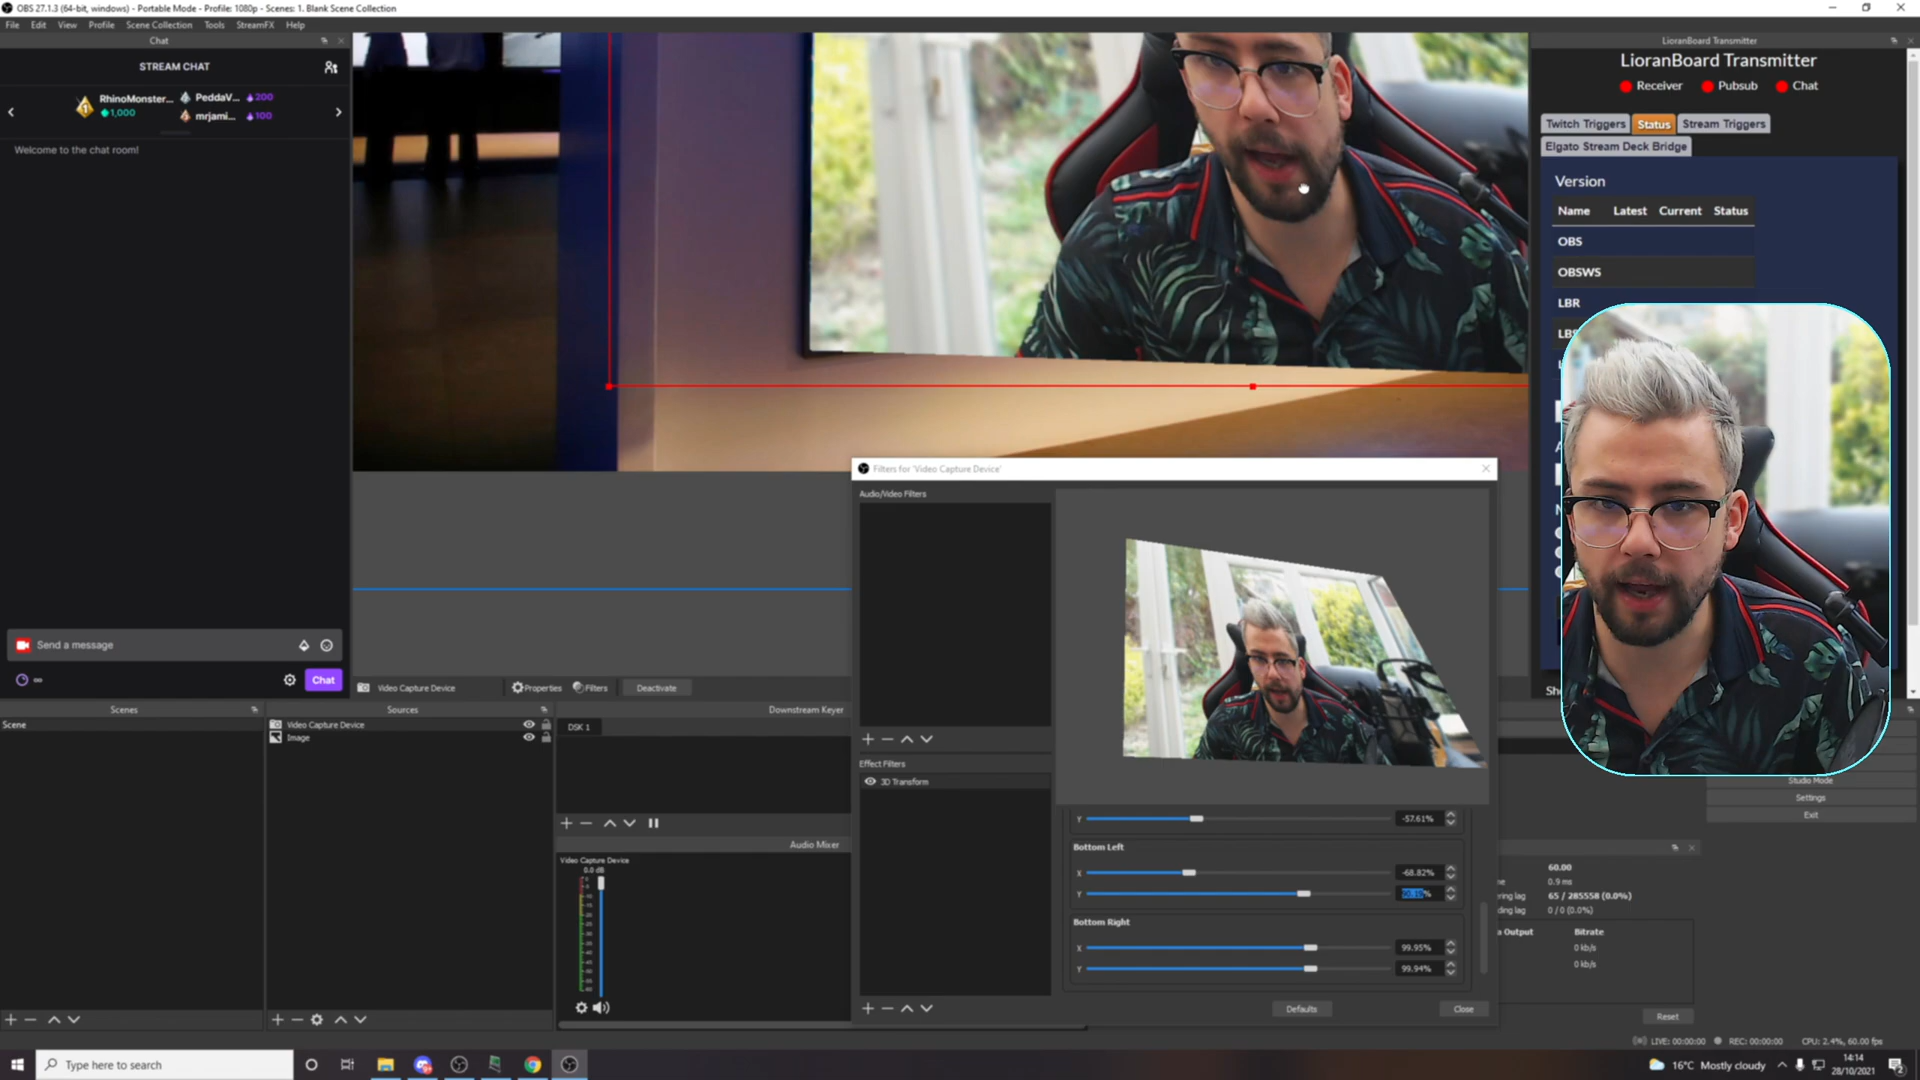 OBS 27.1.3 (64-bit, windows) - Portable Mode - Profile: 1080p - Scenes: 1. Blank Scene Collection
File Edit View Profile Scene Collection Tools StreamFX Help
Chat
STREAM CHAT
RhinoMonster... 1,000
PeddaV... 200
mrjami... 100
Welcome to the chat room!
Send a message
Chat
LioranBoard Transmitter
LioranBoard Transmitter
Receiver Pubsub Chat
Twitch Triggers Status Stream Triggers
Elgato Stream Deck Bridge
Version
Name Latest Current Status
OBS
OBSWS
LBR
Filters for 'Video Capture Device'
Audio/Video Filters
Effect Filters
3D Transform
Y -57.61%
Bottom Left
X -68.82%
Y
Bottom Right
X 99.95%
Y 99.94%
Defaults Close
Video Capture Device Properties Filters Deactivate
Scenes
Scene
Sources
Video Capture Device
Image
Downstream Keyer
DSK 1
Audio Mixer
Video Capture Device
0.0 dB
Studio Mode
Settings
Exit
60.00
0.9 ms
65 / 285558 (0.0%)
0 / 0 (0.0%)
Output Bitrate
0 kb/s
0 kb/s
Reset
LIVE: 00:00:00 REC: 00:00:00 CPU: 2.4%, 60.00 fps
Type here to search
16°C Mostly cloudy
14:14
28/10/2021